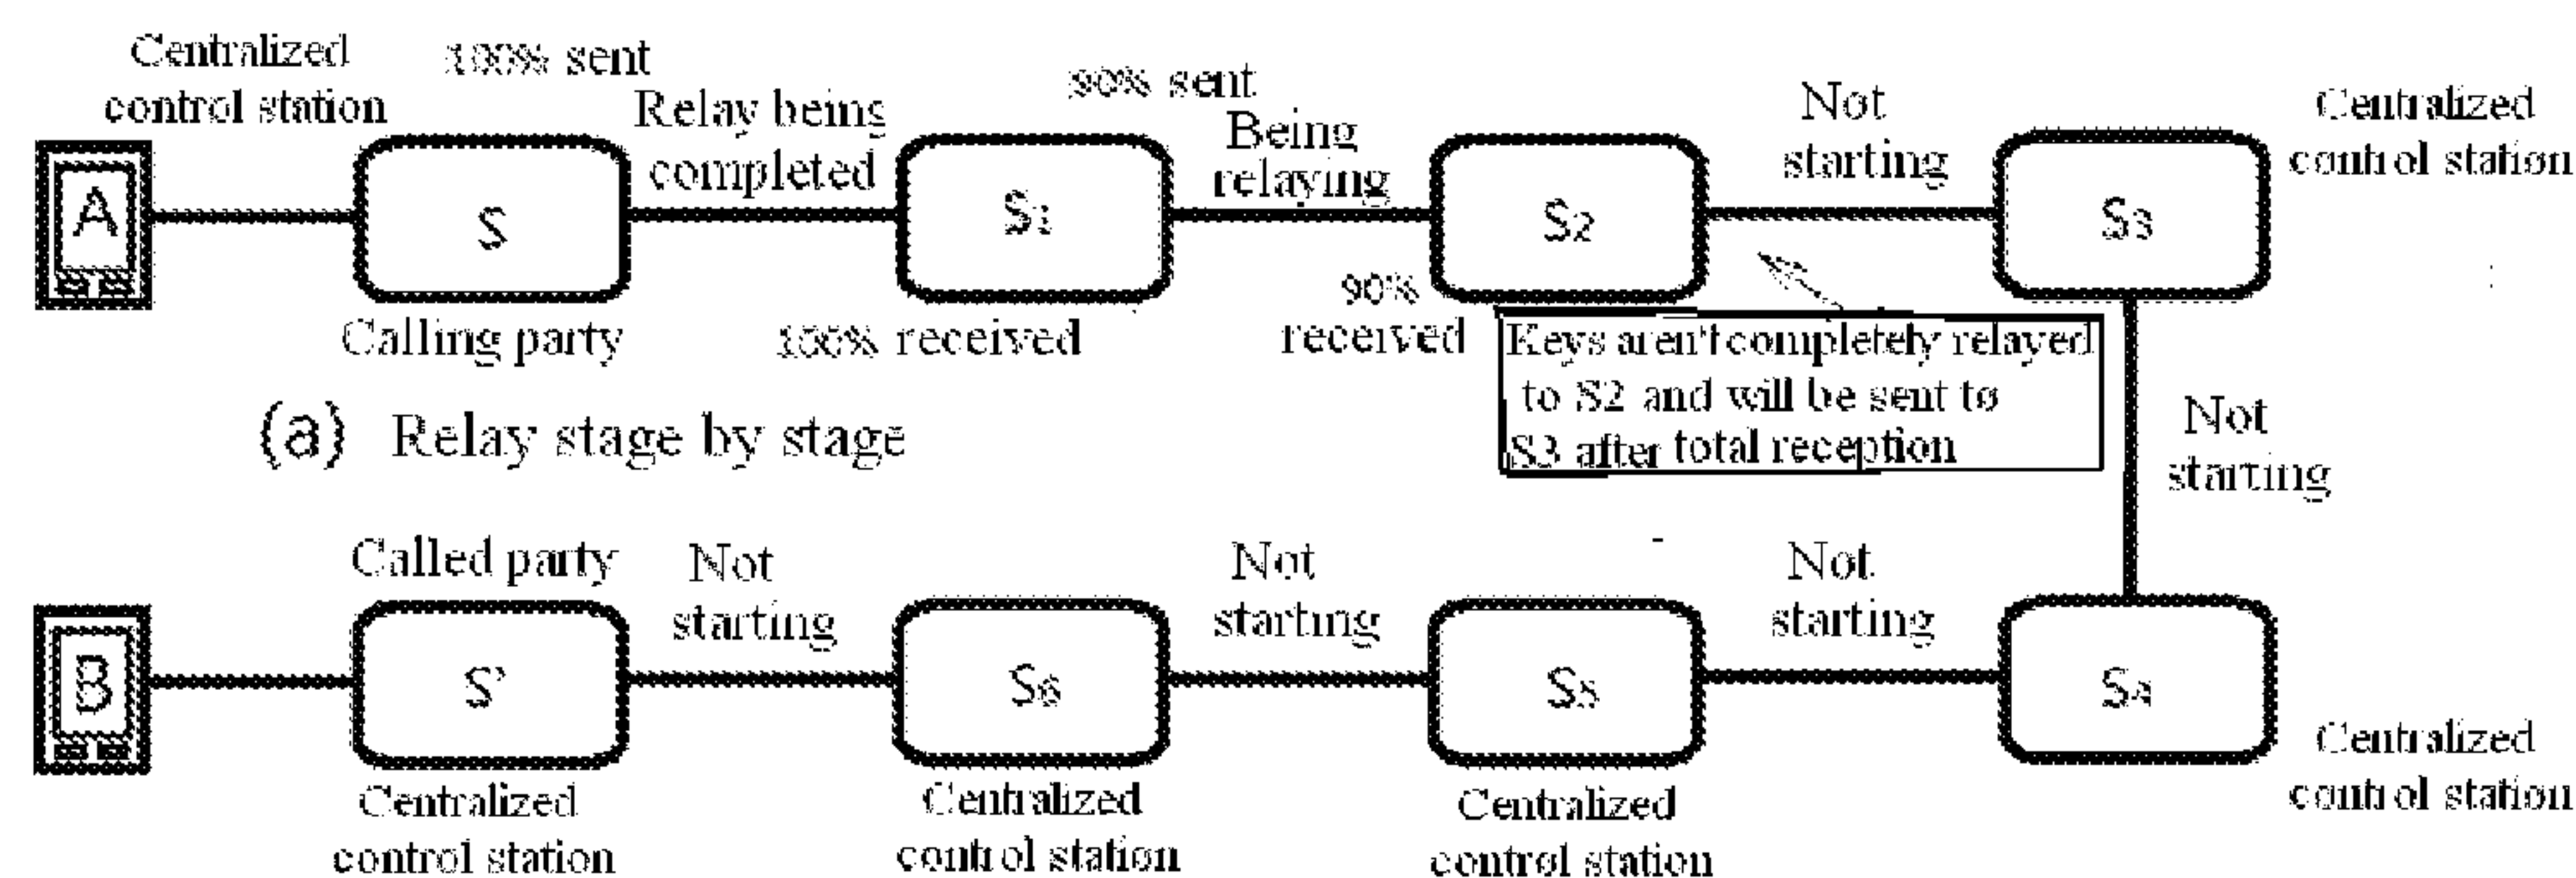 Centralized
control station
100% sent
Relay being
completed
90% sent
Being
relaying
Not
starting
Centralized
control station
A
S
S1
S2
S3
Calling party
100% received
90%
received
Keys aren't completely relayed
to S2 and will be sent to
S3 after total reception
(a) Relay stage by stage
Not
starting
Called party
Not
starting
Not
starting
Not
starting
B
S'
S6
S5
S4
Centralized
control station
Centralized
control station
Centralized
control station
Centralized
control station